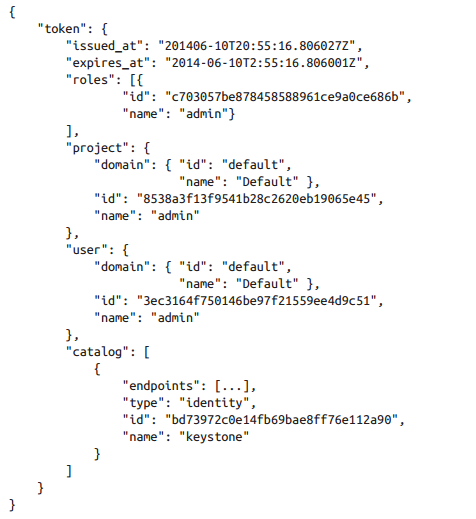 {
    "token": {
        "issued_at": "201406-10T20:55:16.806027Z",
        "expires_at": "2014-06-10T2:55:16.806001Z",
        "roles": [{
                "id": "c703057be878458588961ce9a0ce686b",
                "name": "admin"}
        ],
        "project": {
            "domain": { "id": "default",
                        "name": "Default" },
            "id": "8538a3f13f9541b28c2620eb19065e45",
            "name": "admin"
        },
        "user": {
            "domain": { "id": "default",
                        "name": "Default" },
            "id": "3ec3164f750146be97f21559ee4d9c51",
            "name": "admin"
        },
        "catalog": [
            {
                "endpoints": [...],
                "type": "identity",
                "id": "bd73972c0e14fb69bae8ff76e112a90",
                "name": "keystone"
            }
        ]
    }
}